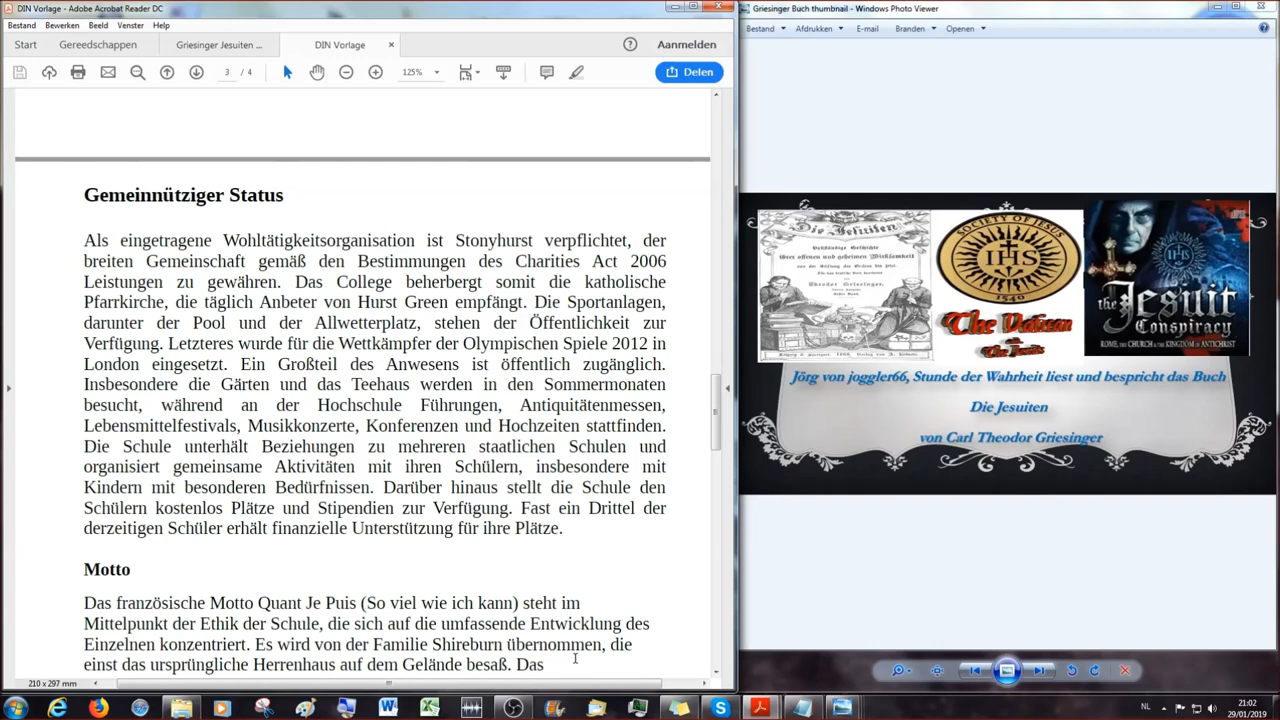 DIN Vorlage - Adobe Acrobat Reader DC
Bestand Bewerken Beeld Venster Help
Start Gereedschappen Griesinger Jesuiten ... DIN Vorlage × Aanmelden
3 / 4 125% Delen
Gemeinnütziger Status
Als eingetragene Wohltätigkeitsorganisation ist Stonyhurst verpflichtet, der
breiten Gemeinschaft gemäß den Bestimmungen des Charities Act 2006
Leistungen zu gewähren. Das College beherbergt somit die katholische
Pfarrkirche, die täglich Anbeter von Hurst Green empfängt. Die Sportanlagen,
darunter der Pool und der Allwetterplatz, stehen der Öffentlichkeit zur
Verfügung. Letzteres wurde für die Wettkämpfer der Olympischen Spiele 2012 in
London eingesetzt. Ein Großteil des Anwesens ist öffentlich zugänglich.
Insbesondere die Gärten und das Teehaus werden in den Sommermonaten
besucht, während an der Hochschule Führungen, Antiquitätenmessen,
Lebensmittelfestivals, Musikkonzerte, Konferenzen und Hochzeiten stattfinden.
Die Schule unterhält Beziehungen zu mehreren staatlichen Schulen und
organisiert gemeinsame Aktivitäten mit ihren Schülern, insbesondere mit
Kindern mit besonderen Bedürfnissen. Darüber hinaus stellt die Schule den
Schülern kostenlos Plätze und Stipendien zur Verfügung. Fast ein Drittel der
derzeitigen Schüler erhält finanzielle Unterstützung für ihre Plätze.
Motto
Das französische Motto Quant Je Puis (So viel wie ich kann) steht im
Mittelpunkt der Ethik der Schule, die sich auf die umfassende Entwicklung des
Einzelnen konzentriert. Es wird von der Familie Shireburn übernommen, die
einst das ursprüngliche Herrenhaus auf dem Gelände besaß. Das
210 x 297 mm
Griesinger Buch thumbnail - Windows Photo Viewer
Bestand Afdrukken E-mail Branden Openen
Die Jesuiten
Vollständige Geschichte
Theodor Griesinger
SOCIETY OF JESUS
IHS
1540
The Vatican
the Jesuit
Conspiracy
ROME, THE CHURCH & THE KINGDOM OF ANTICHRIST
Jörg von joggler66, Stunde der Wahrheit liest und bespricht das Buch
Die Jesuiten
von Carl Theodor Griesinger
NL
21:02
29/01/2019